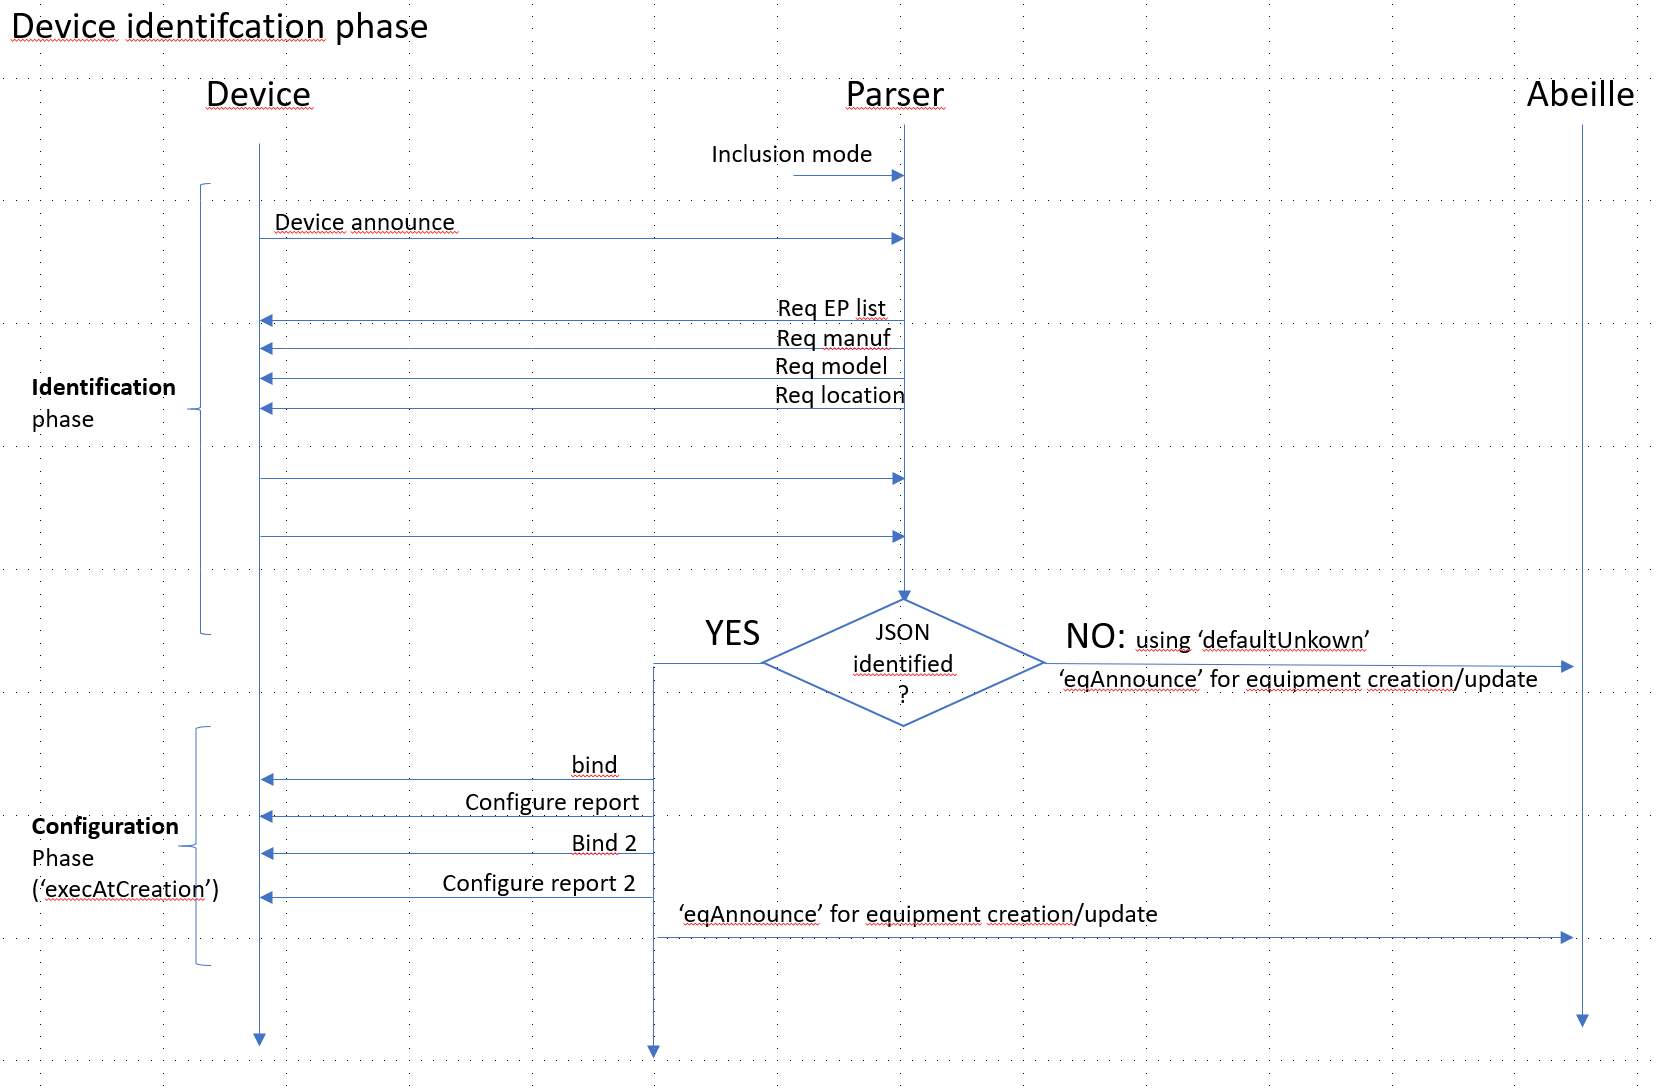 Device identifcation phase
Device
Parser
Abeille
Inclusion mode
Device announce
Req EP list
Req manuf
Req model
Req location
Identification
phase
YES
JSON
identified
?
NO: using ‘defaultUnkown’
‘eqAnnounce’ for equipment creation/update
bind
Configure report
Bind 2
Configure report 2
Configuration
Phase
(‘execAtCreation’)
‘eqAnnounce’ for equipment creation/update